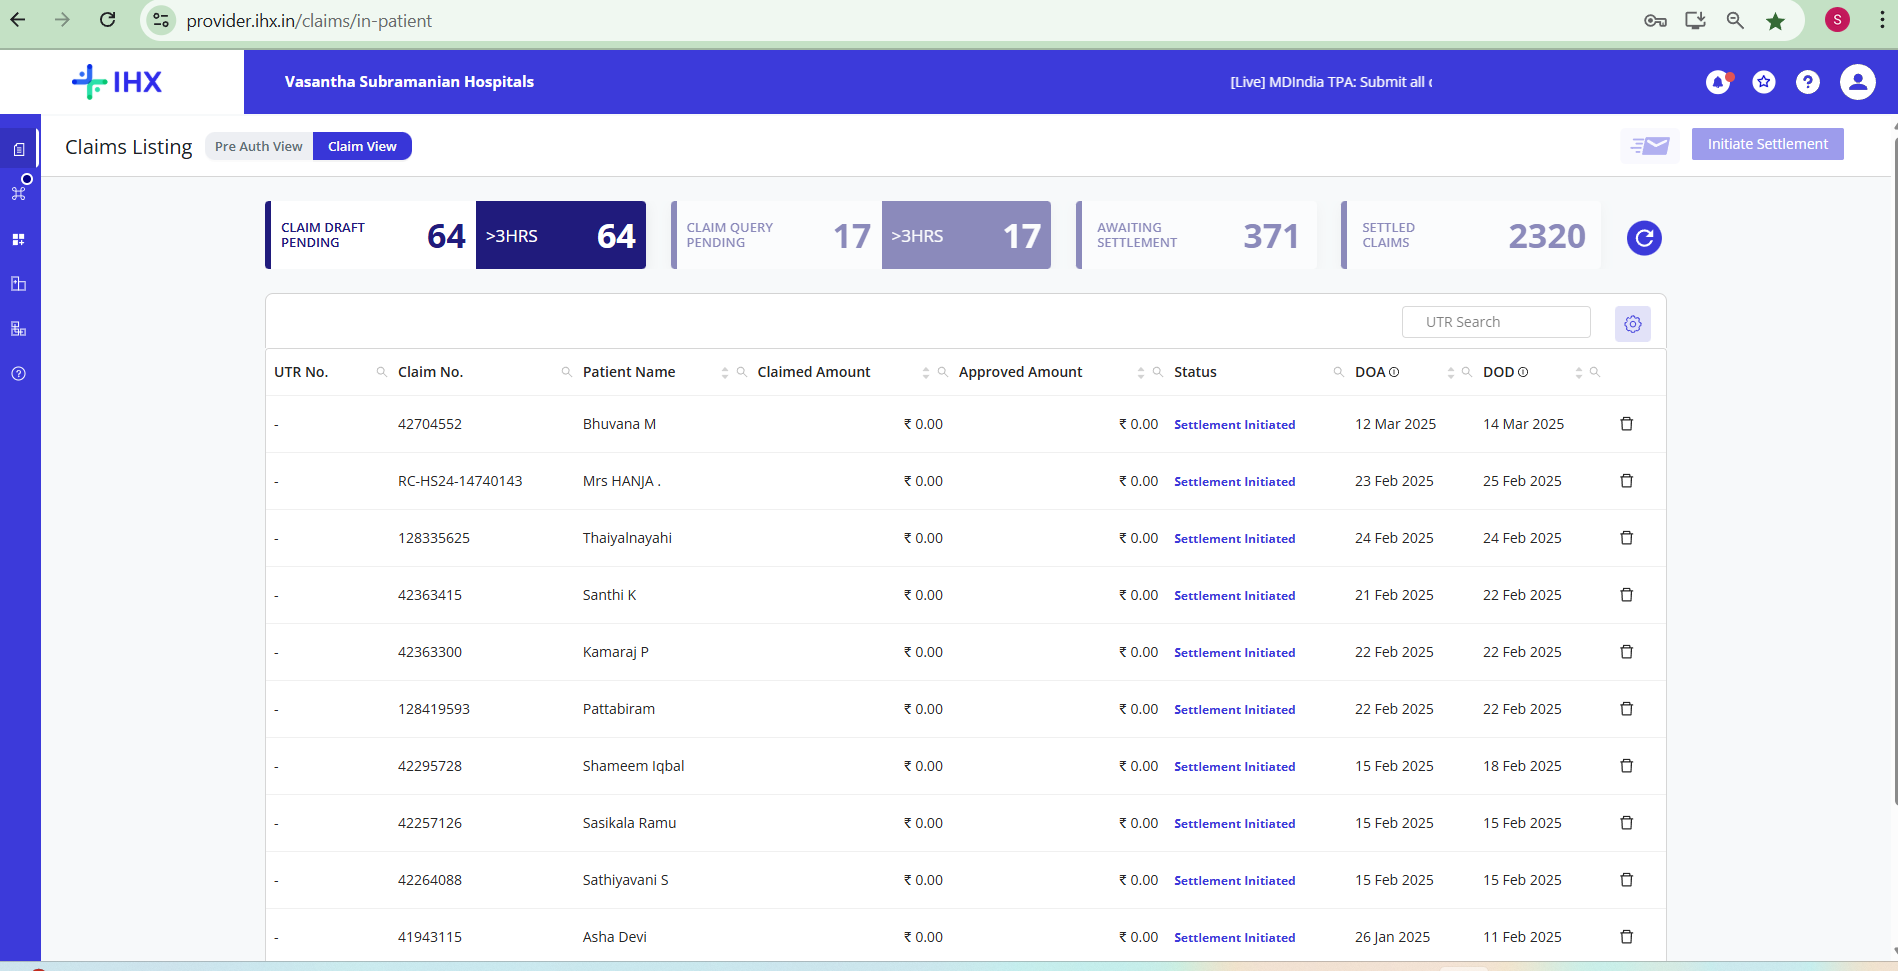 provider.ihx.in/claims/in-patient
S
IHX
Vasantha Subramanian Hospitals
[Live] MDIndia TPA: Submit all
Claims Listing
Pre Auth View
Claim View
Initiate Settlement
CLAIM DRAFT PENDING 64 >3HRS 64
CLAIM QUERY PENDING 17 >3HRS 17
AWAITING SETTLEMENT 371
SETTLED CLAIMS 2320
UTR Search
UTR No. Claim No. Patient Name Claimed Amount Approved Amount Status DOA DOD
- 42704552 Bhuvana M ₹ 0.00 ₹ 0.00 Settlement Initiated 12 Mar 2025 14 Mar 2025
- RC-HS24-14740143 Mrs HANJA . ₹ 0.00 ₹ 0.00 Settlement Initiated 23 Feb 2025 25 Feb 2025
- 128335625 Thaiyalnayahi ₹ 0.00 ₹ 0.00 Settlement Initiated 24 Feb 2025 24 Feb 2025
- 42363415 Santhi K ₹ 0.00 ₹ 0.00 Settlement Initiated 21 Feb 2025 22 Feb 2025
- 42363300 Kamaraj P ₹ 0.00 ₹ 0.00 Settlement Initiated 22 Feb 2025 22 Feb 2025
- 128419593 Pattabiram ₹ 0.00 ₹ 0.00 Settlement Initiated 22 Feb 2025 22 Feb 2025
- 42295728 Shameem Iqbal ₹ 0.00 ₹ 0.00 Settlement Initiated 15 Feb 2025 18 Feb 2025
- 42257126 Sasikala Ramu ₹ 0.00 ₹ 0.00 Settlement Initiated 15 Feb 2025 15 Feb 2025
- 42264088 Sathiyavani S ₹ 0.00 ₹ 0.00 Settlement Initiated 15 Feb 2025 15 Feb 2025
- 41943115 Asha Devi ₹ 0.00 ₹ 0.00 Settlement Initiated 26 Jan 2025 11 Feb 2025